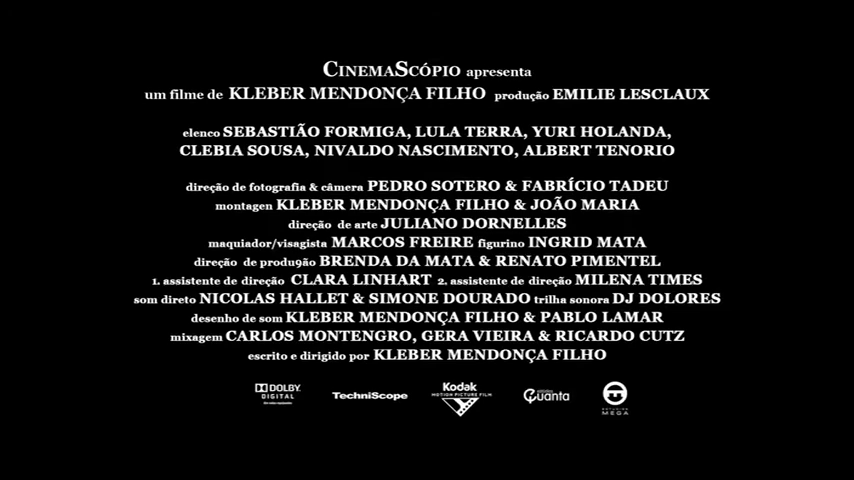 CINEMASCÓPIO apresenta
um filme de KLEBER MENDONÇA FILHO produção EMILIE LESCLAUX
elenco SEBASTIÃO FORMIGA, LULA TERRA, YURI HOLANDA,
CLEBIA SOUSA, NIVALDO NASCIMENTO, ALBERT TENORIO
direção de fotografia & câmera PEDRO SOTERO & FABRÍCIO TADEU
montagen KLEBER MENDONÇA FILHO & JOÃO MARIA
direção de arte JULIANO DORNELLES
maquiador/visagista MARCOS FREIRE figurino INGRID MATA
direção de produ9ão BRENDA DA MATA & RENATO PIMENTEL
1. assistente de direção CLARA LINHART 2. assistente de direção MILENA TIMES
som direto NICOLAS HALLET & SIMONE DOURADO trilha sonora DJ DOLORES
desenho de som KLEBER MENDONÇA FILHO & PABLO LAMAR
mixagem CARLOS MONTENGRO, GERA VIEIRA & RICARDO CUTZ
escrito e dirigido por KLEBER MENDONÇA FILHO
DOLBY DIGITAL
TECHNISCOPE
Kodak MOTION PICTURE FILM
Quanta
ESTUDIOS MEGA